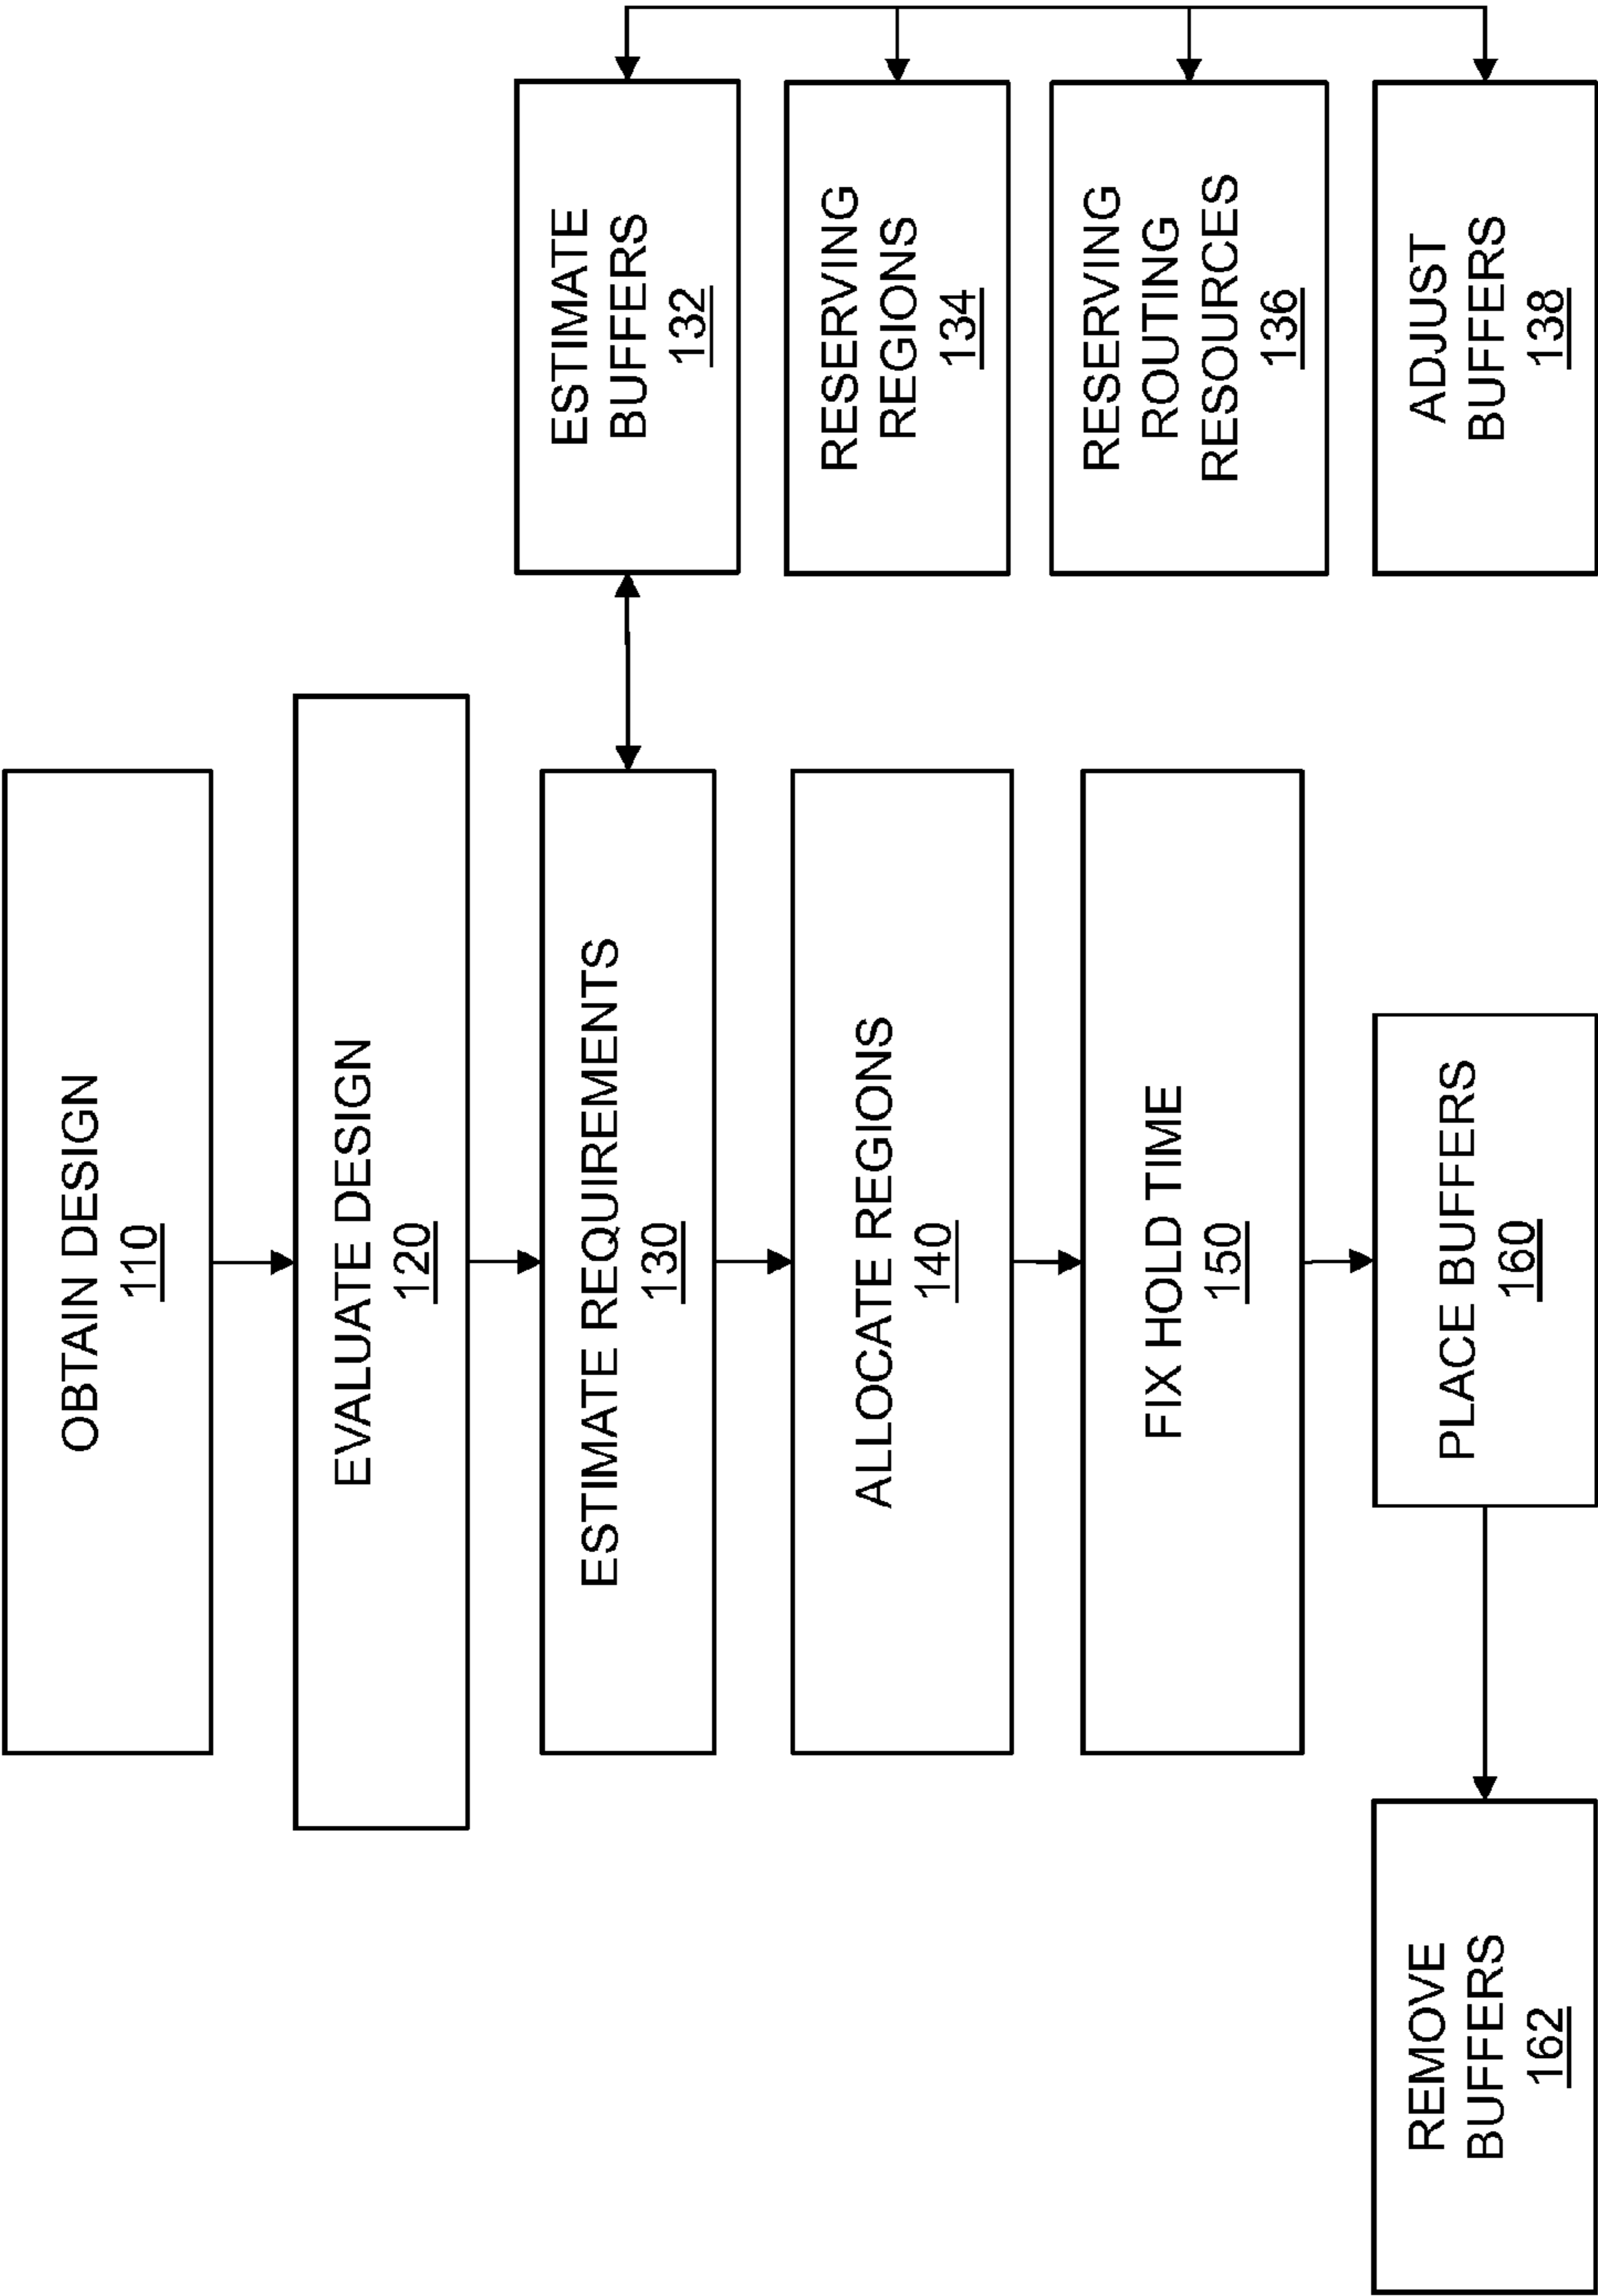 OBTAIN DESIGN
110
EVALUATE DESIGN
120
ESTIMATE REQUIREMENTS
130
ESTIMATE
BUFFERS
132
ALLOCATE REGIONS
140
RESERVING
REGIONS
134
FIX HOLD TIME
150
RESERVING
ROUTING
RESOURCES
136
REMOVE
BUFFERS
162
PLACE BUFFERS
160
ADJUST
BUFFERS
138